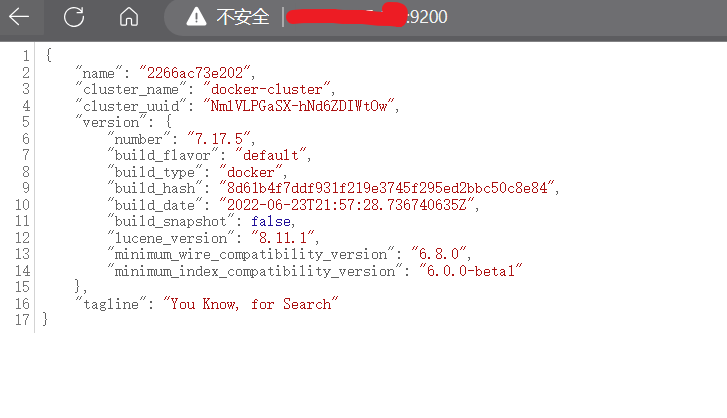 不安全 :9200
1 {
2 "name": "2266ac73e202",
3 "cluster_name": "docker-cluster",
4 "cluster_uuid": "Nm1VLPGaSX-hNd6ZDIWtOw",
5 "version": {
6 "number": "7.17.5",
7 "build_flavor": "default",
8 "build_type": "docker",
9 "build_hash": "8d61b4f7ddf931f219e3745f295ed2bbc50c8e84",
10 "build_date": "2022-06-23T21:57:28.736740635Z",
11 "build_snapshot": false,
12 "lucene_version": "8.11.1",
13 "minimum_wire_compatibility_version": "6.8.0",
14 "minimum_index_compatibility_version": "6.0.0-beta1"
15 },
16 "tagline": "You Know, for Search"
17 }